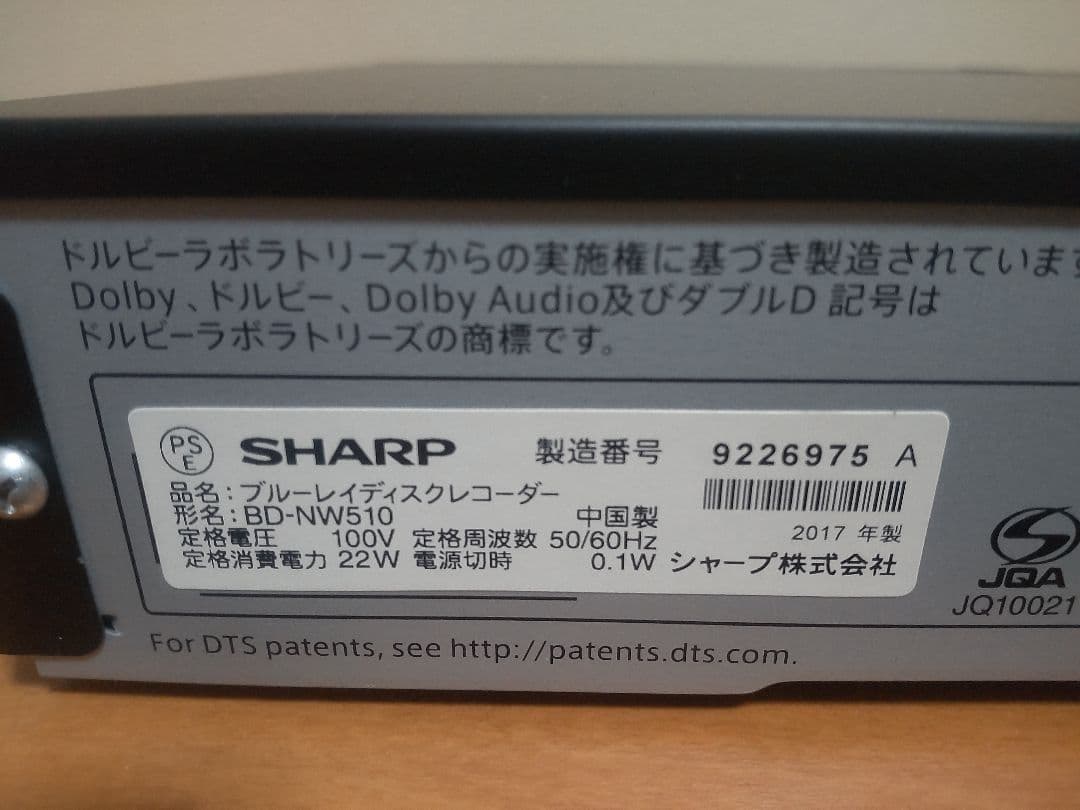 ドルビーラボラトリーズからの実施権に基づき製造されています
Dolby、ドルビー、Dolby Audio及びダブルD 記号は
ドルビーラボラトリーズの商標です。
PS
E
SHARP 製造番号 9226975 A
品名：ブルーレイディスクレコーダー
形名：BD-NW510 中国製
2017 年製
定格電圧 100V 定格周波数 50/60Hz
定格消費電力 22W 電源切時 0.1W シャープ株式会社
JQA
JQ10021
For DTS patents, see http://patents.dts.com.